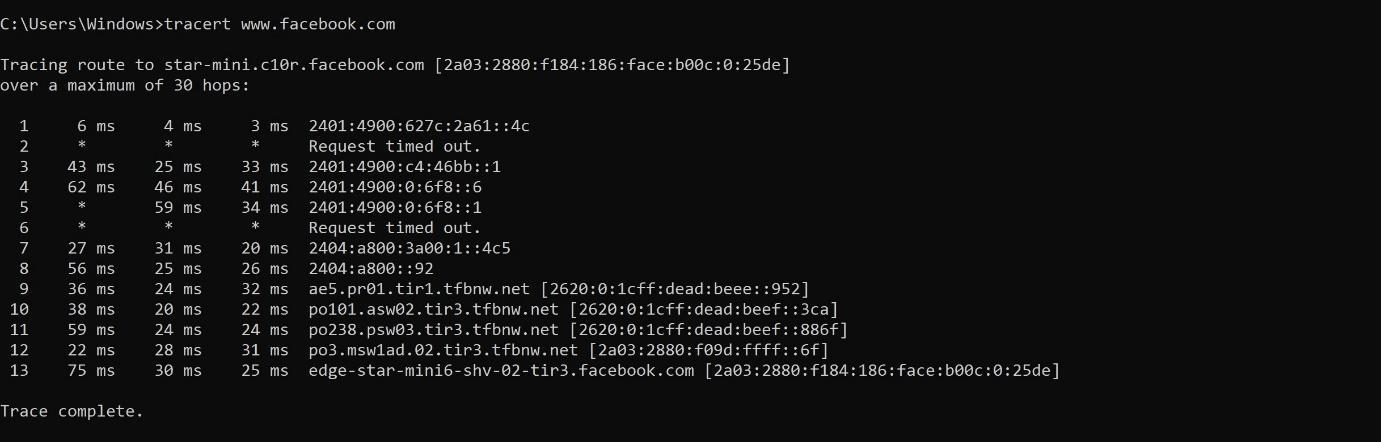 C:\Users\Windows>tracert www.facebook.com
Tracing route to star-mini.c10r.facebook.com [2a03:2880:f184:186:face:b00c:0:25de]
over a maximum of 30 hops:
1 6 ms 4 ms 3 ms 2401:4900:627c:2a61::4c
2 * * * Request timed out.
3 43 ms 25 ms 33 ms 2401:4900:c4:46bb::1
4 62 ms 46 ms 41 ms 2401:4900:0:6f8::6
5 * 59 ms 34 ms 2401:4900:0:6f8::1
6 * * * Request timed out.
7 27 ms 31 ms 20 ms 2404:a800:3a00:1::4c5
8 56 ms 25 ms 26 ms 2404:a800::92
9 36 ms 24 ms 32 ms ae5.pr01.tir1.tfbnw.net [2620:0:1cff:dead:beee::952]
10 38 ms 20 ms 22 ms po101.asw02.tir3.tfbnw.net [2620:0:1cff:dead:beef::3ca]
11 59 ms 24 ms 24 ms po238.psw03.tir3.tfbnw.net [2620:0:1cff:dead:beef::886f]
12 22 ms 28 ms 31 ms po3.msw1ad.02.tir3.tfbnw.net [2a03:2880:f09d:ffff::6f]
13 75 ms 30 ms 25 ms edge-star-mini6-shv-02-tir3.facebook.com [2a03:2880:f184:186:face:b00c:0:25de]
Trace complete.